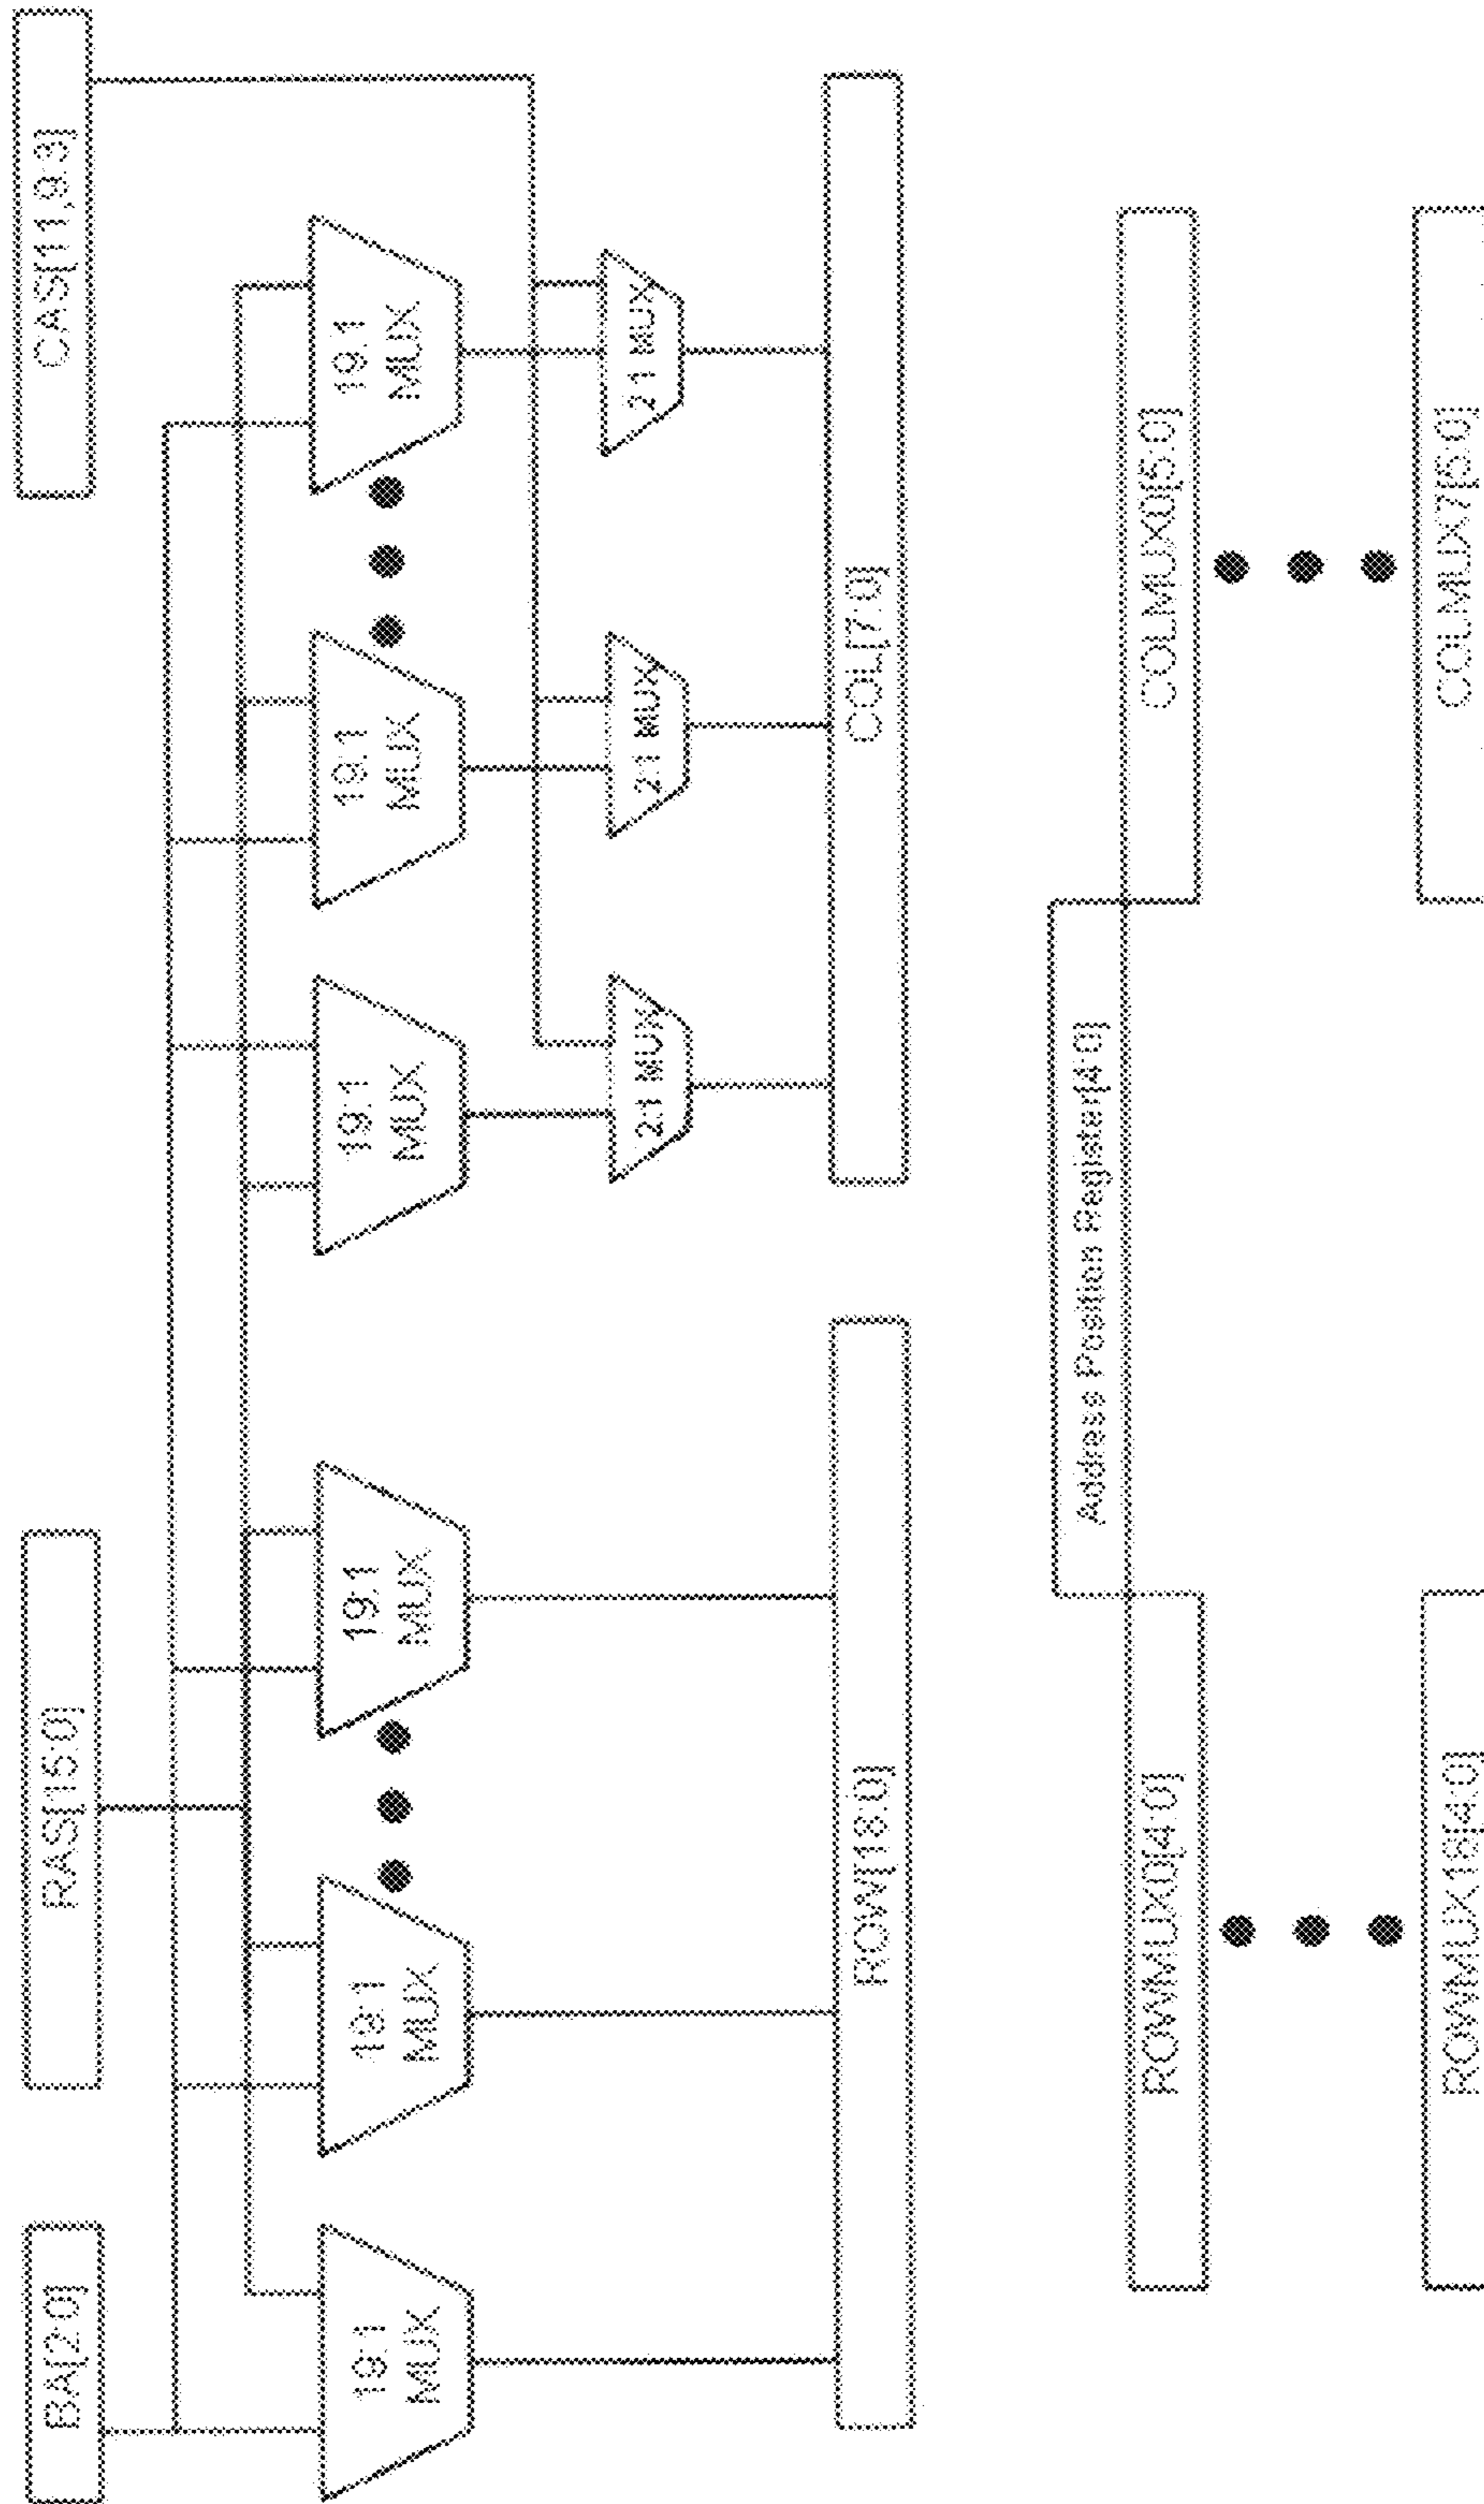 BA[2:0]
RAS[15:0]
CAS[11,9:3]
19:1
MUX
19:1
MUX
19:1
MUX
19:1
MUX
19:1
MUX
19:1
MUX
2:1 MUX
2:1 MUX
2:1 MUX
ROW[18:0]
COL[7:0]
Address Position Register[4:0]
ROWMUX0[4:0]
COLMUX0[5:0]
ROWMUX18[4:0]
COLMUX7[5:0]